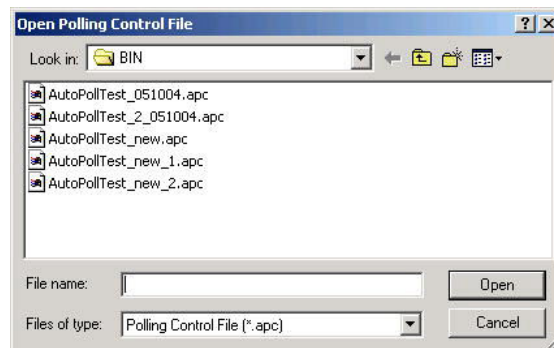 Open Polling Control File
Look in: BIN
AutoPollTest_051004.apc
AutoPollTest_2_051004.apc
AutoPollTest_new.apc
AutoPollTest_new_1.apc
AutoPollTest_new_2.apc
File name: Open
Files of type: Polling Control File (*.apc) Cancel